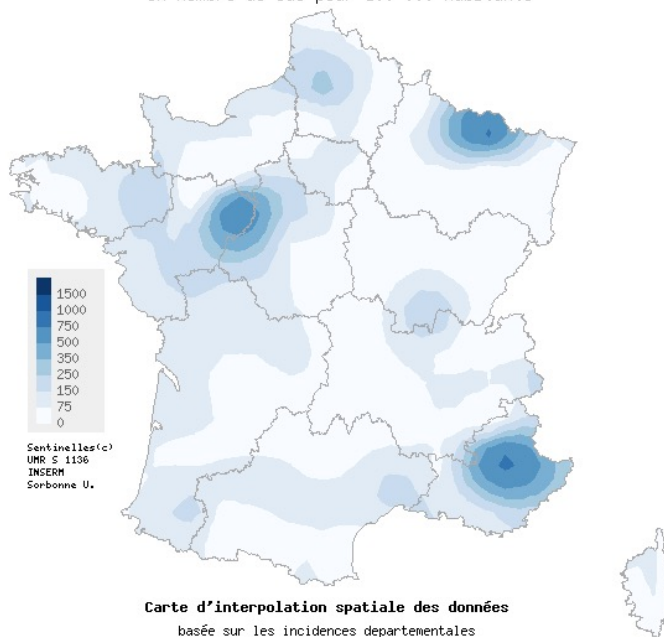 1500
1000
750
500
350
250
150
75
0
Sentinelles(c)
UMR S 1136
INSERM
Sorbonne U.
Carte d'interpolation spatiale des données
basée sur les incidences departementales